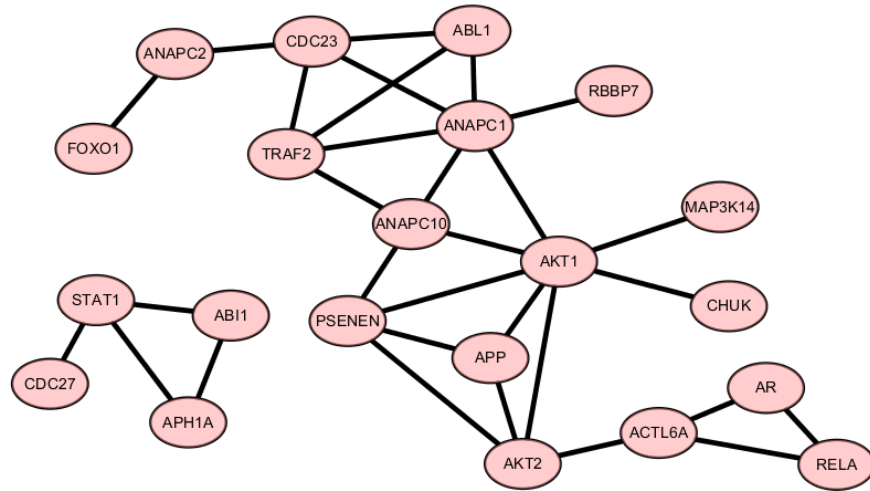 ABL1
CDC23
ANAPC2
RBBP7
ANAPC1
FOXO1
TRAF2
MAP3K14
ANAPC10
AKT1
STAT1
CHUK
ABI1
PSENEN
APP
CDC27
AR
APH1A
ACTL6A
AKT2
RELA